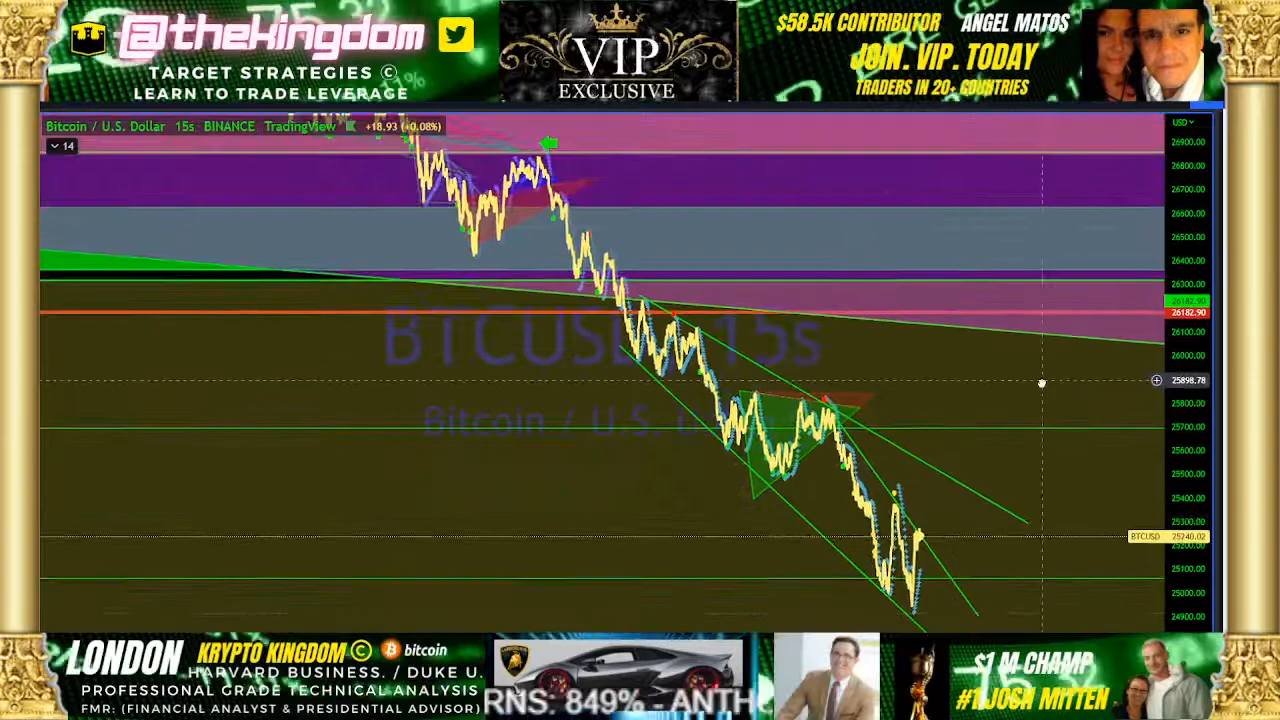 @thekingdom
TARGET STRATEGIES ©
LEARN TO TRADE LEVERAGE
VIP
EXCLUSIVE
$58.5K CONTRIBUTOR ANGEL MATOS
JOIN. VIP. TODAY
TRADERS IN 20+ COUNTRIES
Bitcoin / U.S. Dollar 15s BINANCE TradingView +18.93 (+0.08%)
14
USD
26900.00
26800.00
26700.00
26600.00
26500.00
26400.00
26300.00
26182.90
26182.90
26100.00
26000.00
25898.78
25800.00
25700.00
25600.00
25500.00
25400.00
25300.00
BTCUSD 25240.02
25200.00
25100.00
25000.00
24900.00
BTCUSD 15s
Bitcoin / U.S.
LONDON KRYPTO KINGDOM © bitcoin
HARVARD BUSINESS. / DUKE U.
PROFESSIONAL GRADE TECHNICAL ANALYSIS
FMR: (FINANCIAL ANALYST & PRESIDENTIAL ADVISOR)
RNS: 849% - ANTH
$1 M CHAMP
#1 JOSH MITTEN